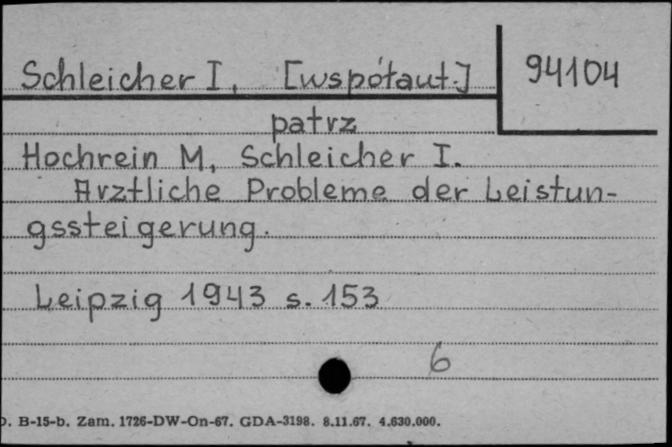 Schleicher I, [współaut.] 94104
patrz
Hochrein M, Schleicher I.
Arztliche Probleme der Leistun-
gssteigerung.
Leipzig 1943 s. 153
6
B-15-b. Zam. 1726-DW-On-67. GDA-3198. 8.11.67. 4.630.000.